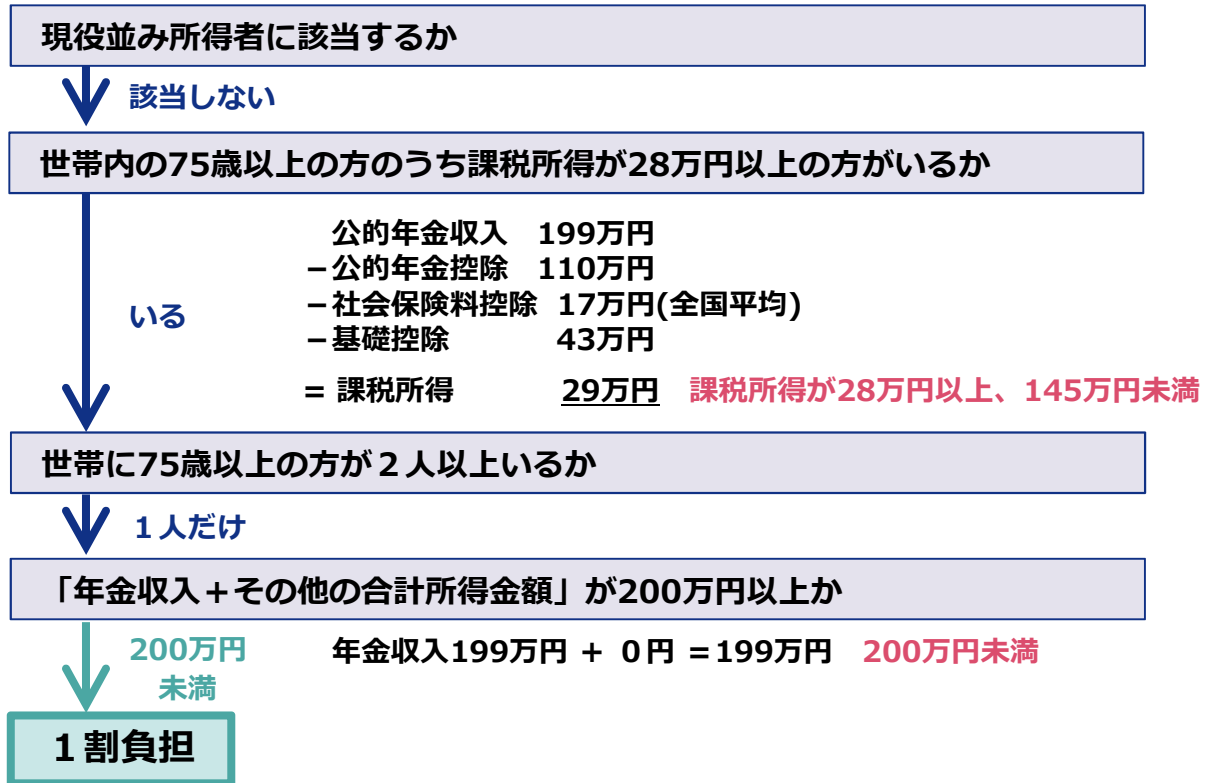 現役並み所得者に該当するか
該当しない
世帯内の75歳以上の方のうち課税所得が28万円以上の方がいるか
いる
公的年金収入 199万円
－公的年金控除 110万円
－社会保険料控除 17万円(全国平均)
－基礎控除 43万円
= 課税所得 29万円 課税所得が28万円以上、145万円未満
世帯に75歳以上の方が２人以上いるか
１人だけ
「年金収入＋その他の合計所得金額」が200万円以上か
200万円
未満
年金収入199万円 + ０円 =199万円 200万円未満
１割負担